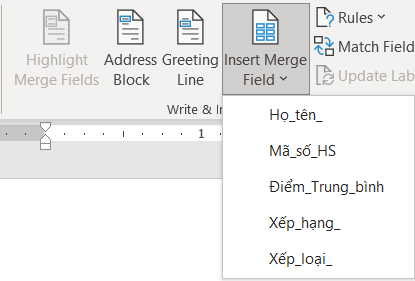 Highlight
Merge Fields
Address
Block
Greeting
Line
Insert Merge
Field
Rules
Match Field
Update Lab
Write & In
1
Họ_tên_
Mã_số_HS
Điểm_Trung_bình
Xếp_hạng_
Xếp_loại_